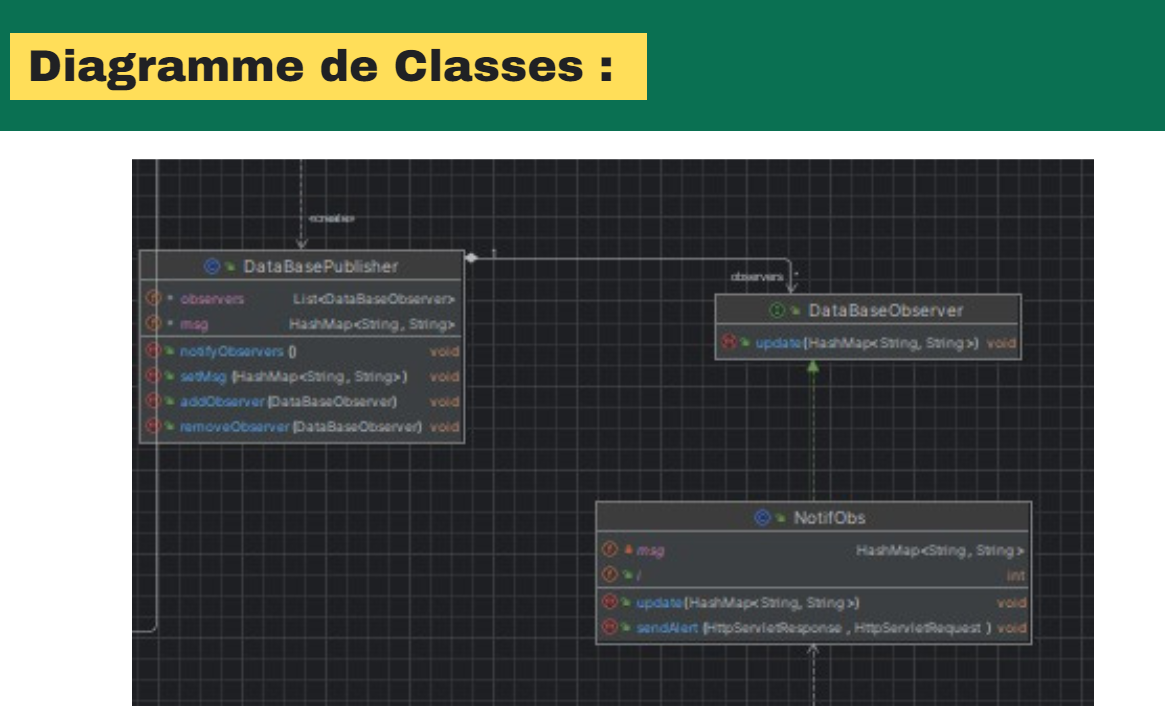 Diagramme de Classes :
«create»
DataBasePublisher
1
observers List<DataBaseObserver>
msg HashMap<String, String>
notifyObservers () void
setMsg (HashMap<String, String>) void
addObserver (DataBaseObserver) void
removeObserver (DataBaseObserver) void
observers *
DataBaseObserver
update(HashMap<String, String>) void
NotifObs
msg HashMap<String, String>
int
update(HashMap<String, String>) void
sendAlert (HttpServletResponse , HttpServletRequest ) void